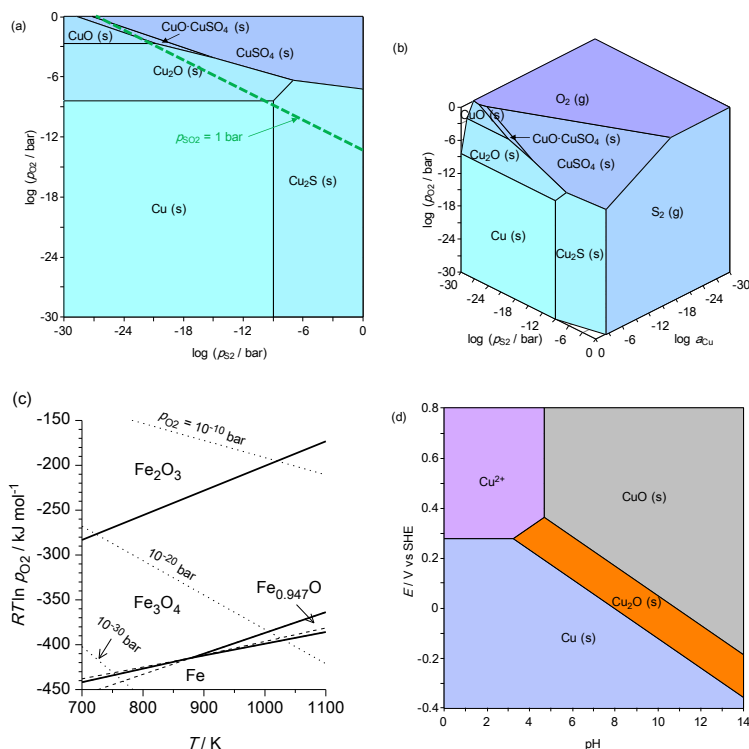 (a)
0
-6
-12
-18
-24
-30
log (pO2 / bar)
CuO·CuSO4 (s)
CuO (s)
CuSO4 (s)
Cu2O (s)
pSO2 = 1 bar
Cu2S (s)
Cu (s)
-30 -24 -18 -12 -6 0
log (pS2 / bar)
(b)
O2 (g)
0
-6
-12
-18
-24
-30
log (pO2 / bar)
CuO (s)
CuO·CuSO4 (s)
Cu2O (s)
CuSO4 (s)
S2 (g)
Cu (s)
Cu2S (s)
-30 -24 -18 -12 -6 0
log (pS2 / bar)
0 -6 -12 -18 -24 -30
log aCu
(c)
-150
-200
-250
-300
-350
-400
-450
RT ln pO2 / kJ mol-1
pO2 = 10-10 bar
Fe2O3
10-20 bar
Fe0.947O
Fe3O4
10-30 bar
Fe
700 800 900 1000 1100
T / K
(d)
0.8
0.6
0.4
0.2
0
-0.2
-0.4
E / V vs SHE
Cu2+
CuO (s)
Cu2O (s)
Cu (s)
0 2 4 6 8 10 12 14
pH